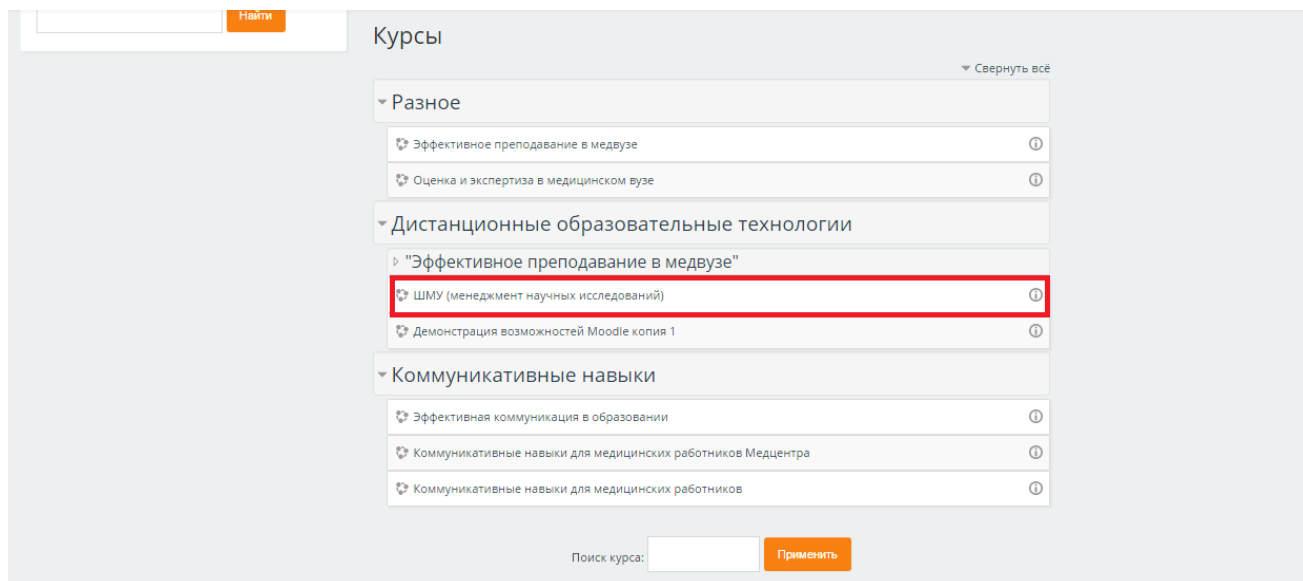 Найти
Курсы
Свернуть всё
Разное
Эффективное преподавание в медвузе
Оценка и экспертиза в медицинском вузе
Дистанционные образовательные технологии
"Эффективное преподавание в медвузе"
ШМУ (менеджмент научных исследований)
Демонстрация возможностей Moodle копия 1
Коммуникативные навыки
Эффективная коммуникация в образовании
Коммуникативные навыки для медицинских работников Медцентра
Коммуникативные навыки для медицинских работников
Поиск курса:
Применить